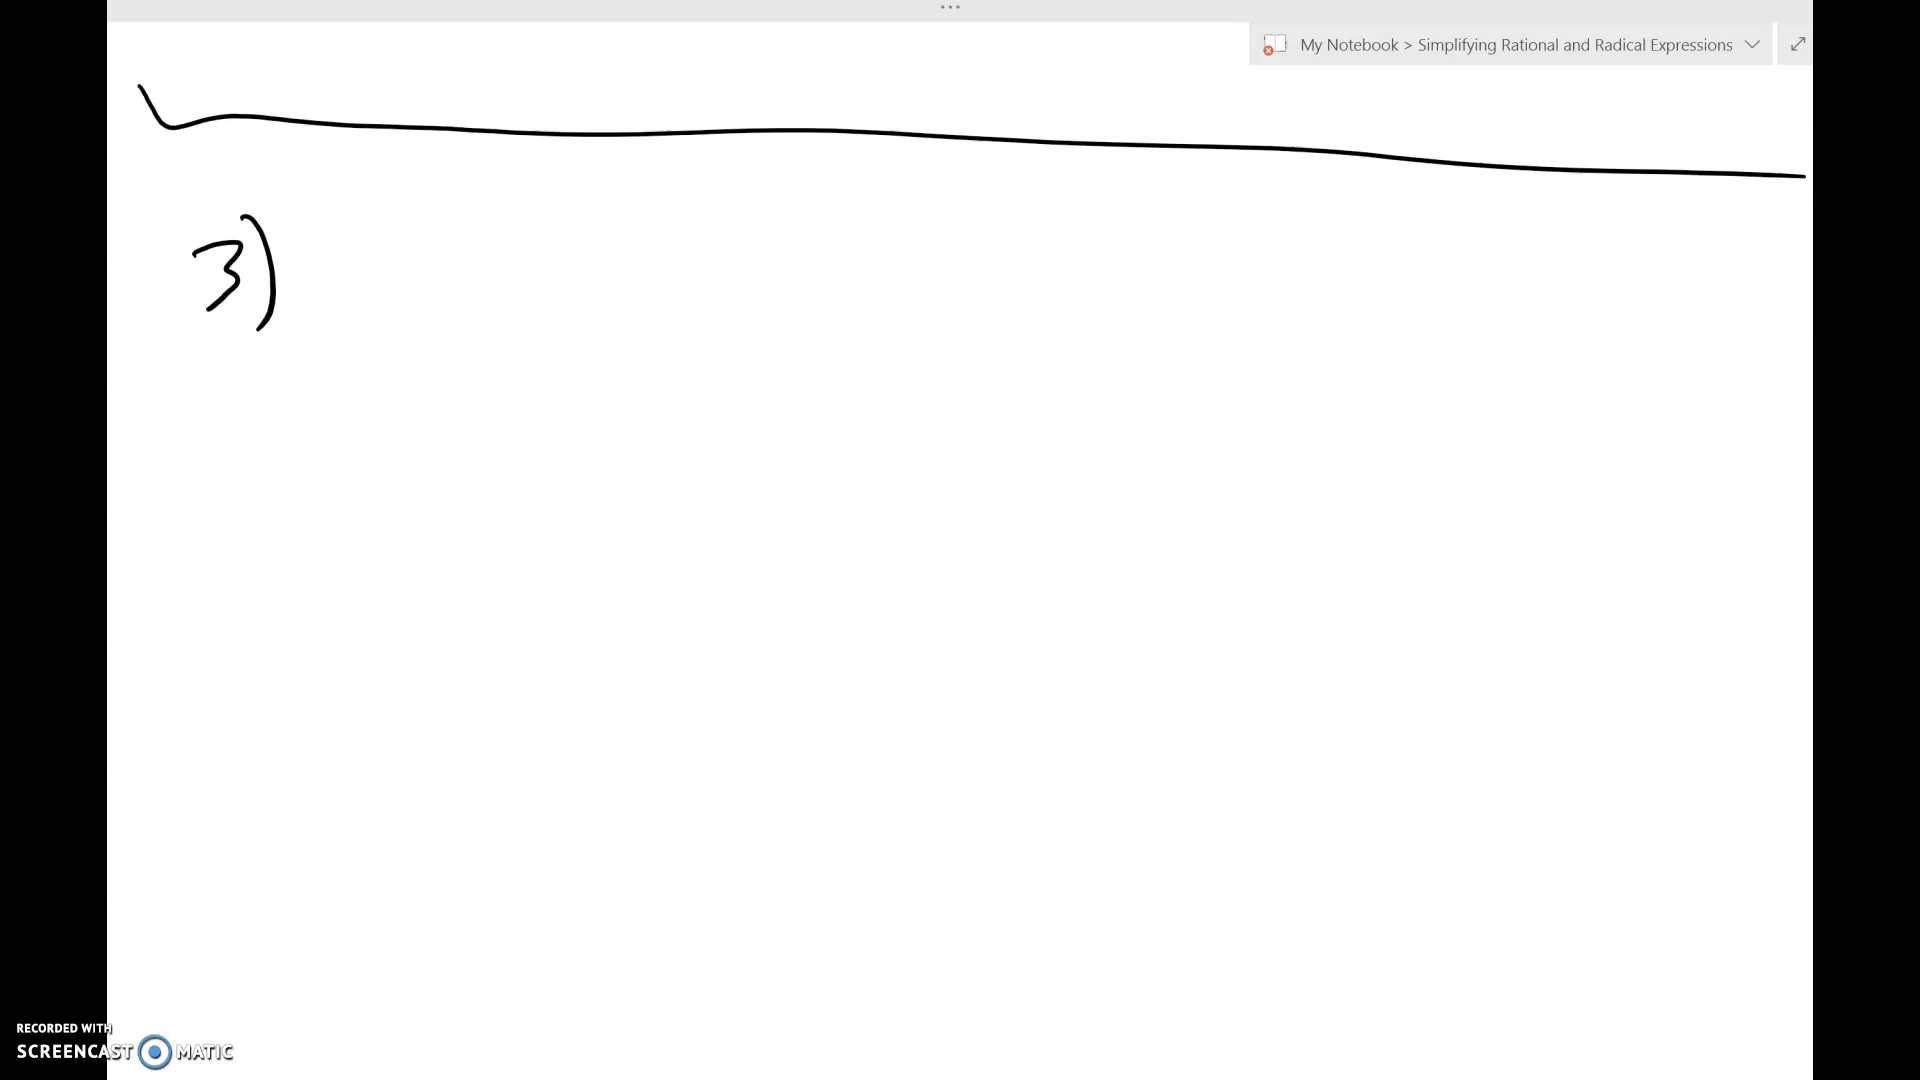 My Notebook > Simplifying Rational and Radical Expressions
3)
RECORDED WITH
SCREENCAST MATIC